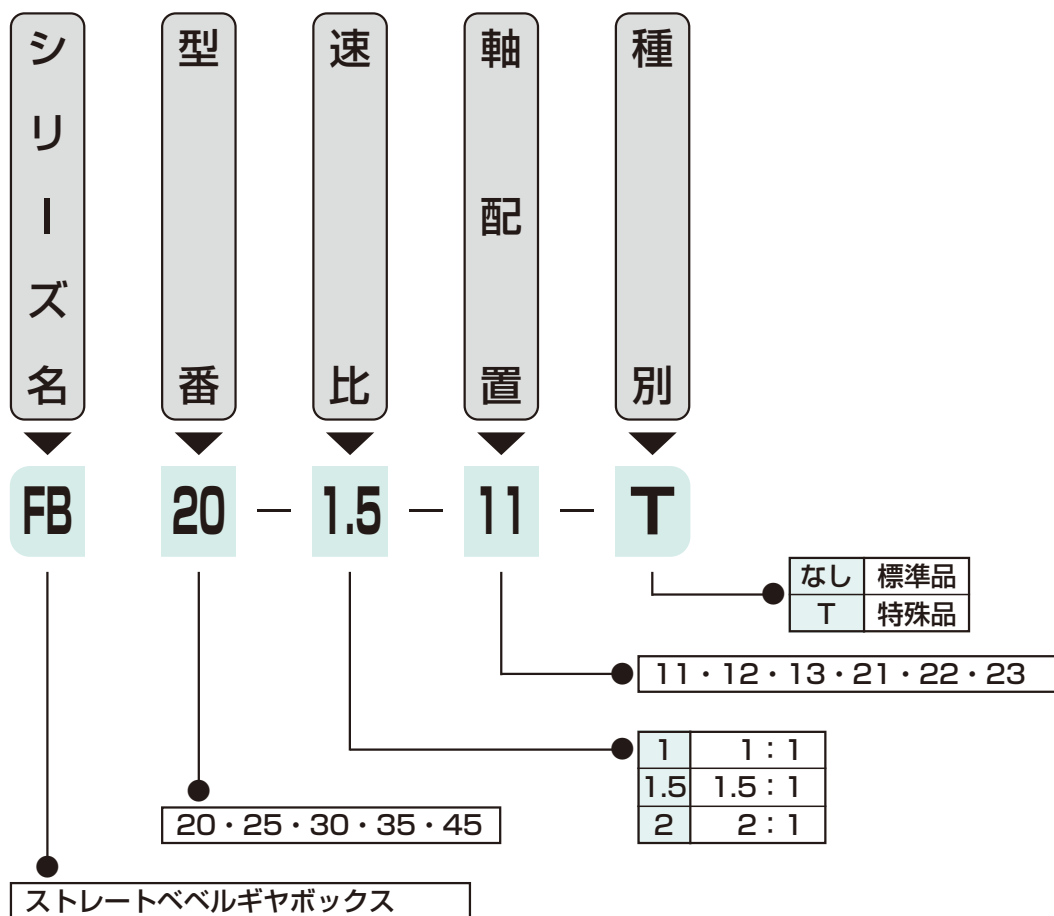 シリーズ名
型番
速比
軸配置
種別
FB 20 — 1.5 — 11 — T
なし 標準品
T 特殊品
11・12・13・21・22・23
1 1：1
1.5 1.5：1
2 2：1
20・25・30・35・45
ストレートベベルギヤボックス